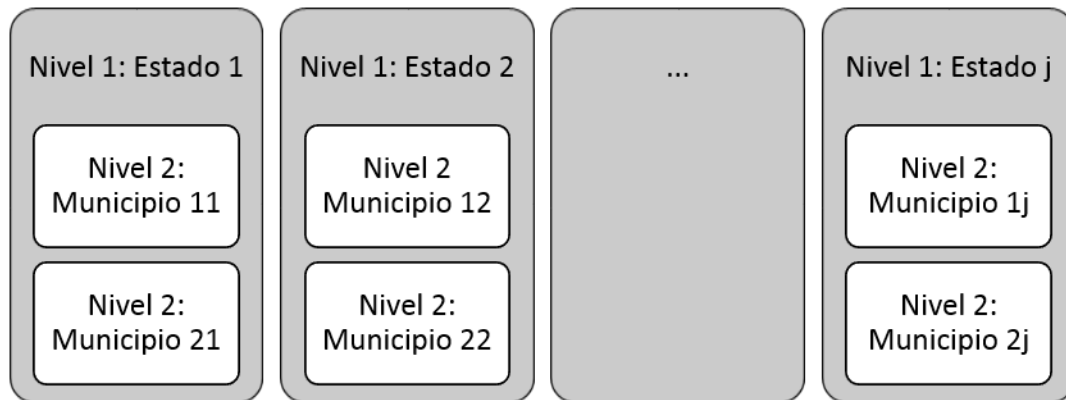 Nivel 1: Estado 1
Nivel 2:
Municipio 11
Nivel 2:
Municipio 21
Nivel 1: Estado 2
Nivel 2
Municipio 12
Nivel 2:
Municipio 22
...
Nivel 1: Estado j
Nivel 2:
Municipio 1j
Nivel 2:
Municipio 2j